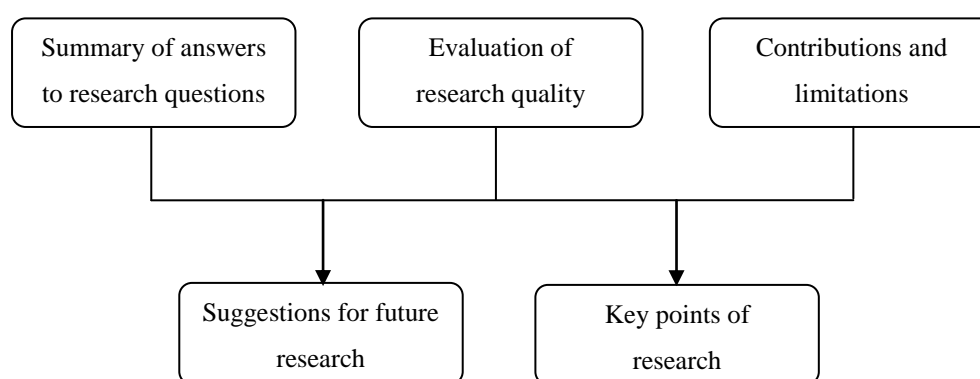 Summary of answers
to research questions
Evaluation of
research quality
Contributions and
limitations
Suggestions for future
research
Key points of
research